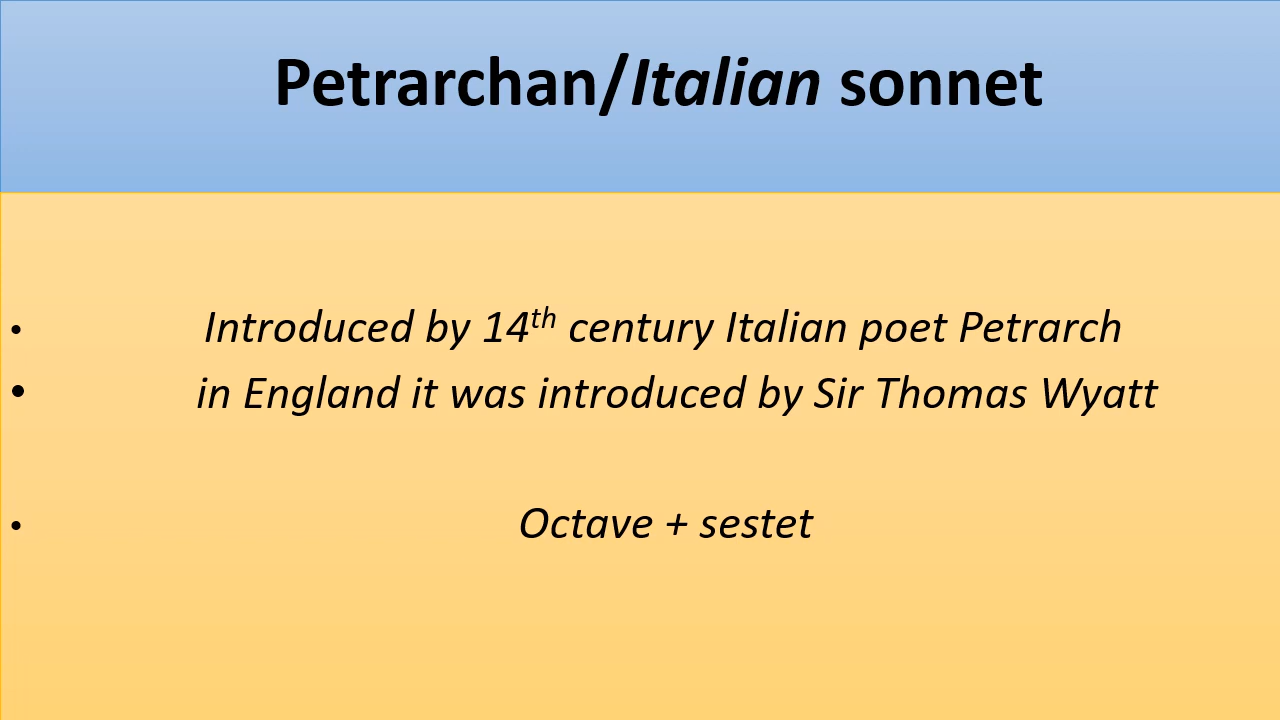 Petrarchan/Italian sonnet
• Introduced by 14th century Italian poet Petrarch
• in England it was introduced by Sir Thomas Wyatt
• Octave + sestet